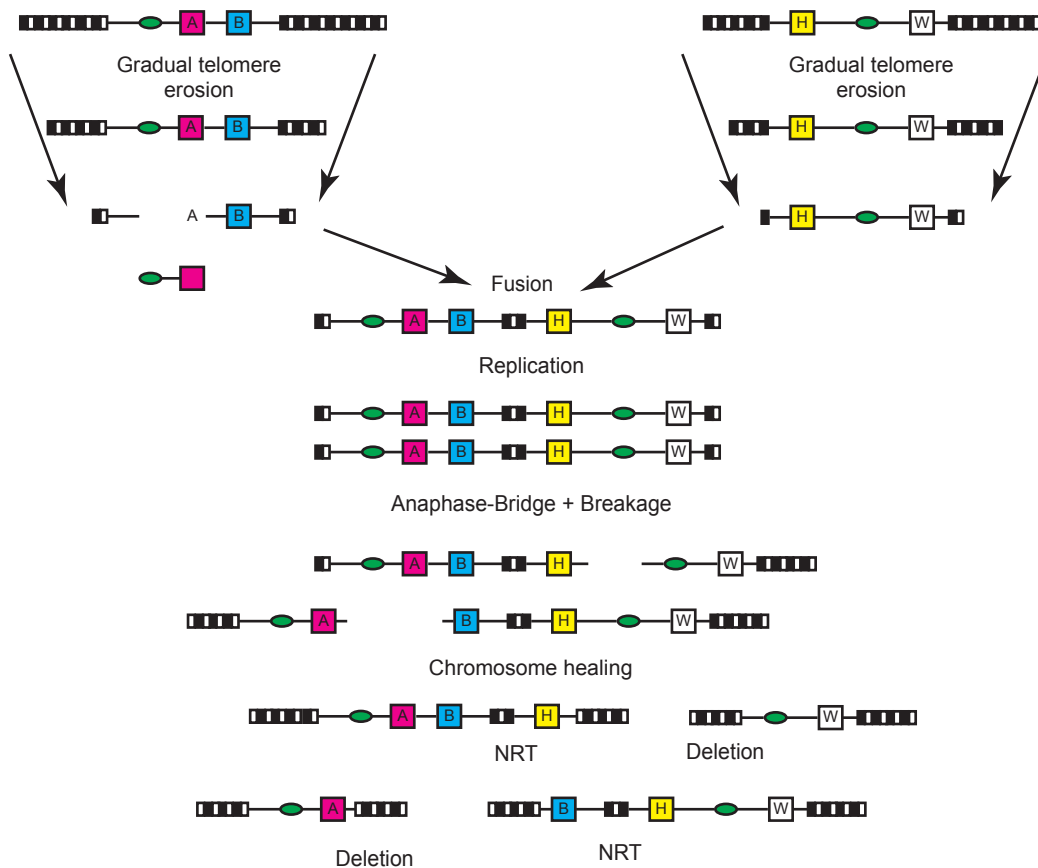 A B H W
Gradual telomere
erosion
Gradual telomere
erosion
A B H W
A B H W
Fusion
A B H W
Replication
A B H W
A B H W
Anaphase-Bridge + Breakage
A B H W
A B H W
Chromosome healing
A B H W
NRT Deletion
A B H W
Deletion NRT